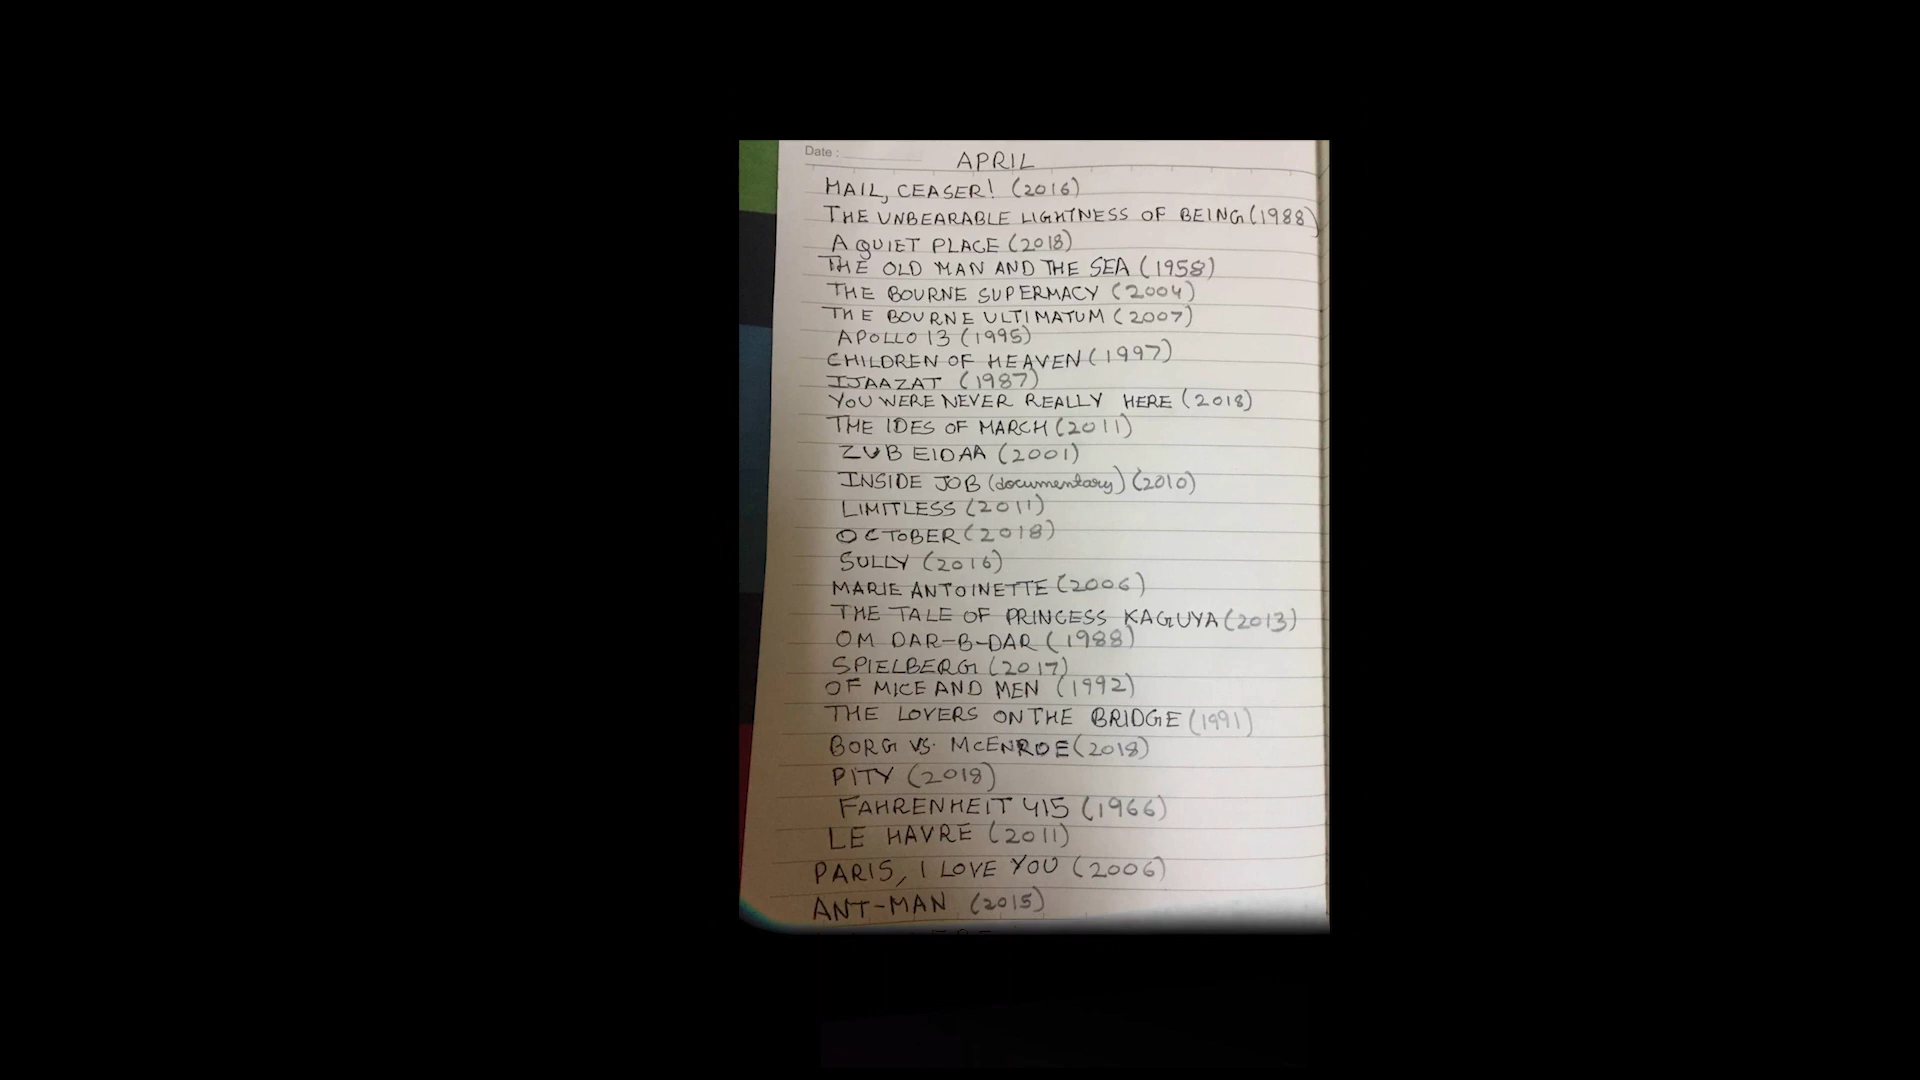 Date :
APRIL
HAIL, CEASER! (2016)
THE UNBEARABLE LIGHTNESS OF BEING (1988)
A QUIET PLACE (2018)
THE OLD MAN AND THE SEA (1958)
THE BOURNE SUPERMACY (2004)
THE BOURNE ULTIMATUM (2007)
APOLLO 13 (1995)
CHILDREN OF HEAVEN (1997)
IJAAZAT (1987)
YOU WERE NEVER REALLY HERE (2018)
THE IDES OF MARCH (2011)
ZUBEIDAA (2001)
INSIDE JOB (documentary) (2010)
LIMITLESS (2011)
OCTOBER (2018)
SULLY (2016)
MARIE ANTOINETTE (2006)
THE TALE OF PRINCESS KAGUYA (2013)
OM DAR-B-DAR (1988)
SPIELBERG (2017)
OF MICE AND MEN (1992)
THE LOVERS ON THE BRIDGE (1991)
BORG VS. McENROE (2018)
PITY (2018)
FAHRENHEIT 415 (1966)
LE HAVRE (2011)
PARIS, I LOVE YOU (2006)
ANT-MAN (2015)